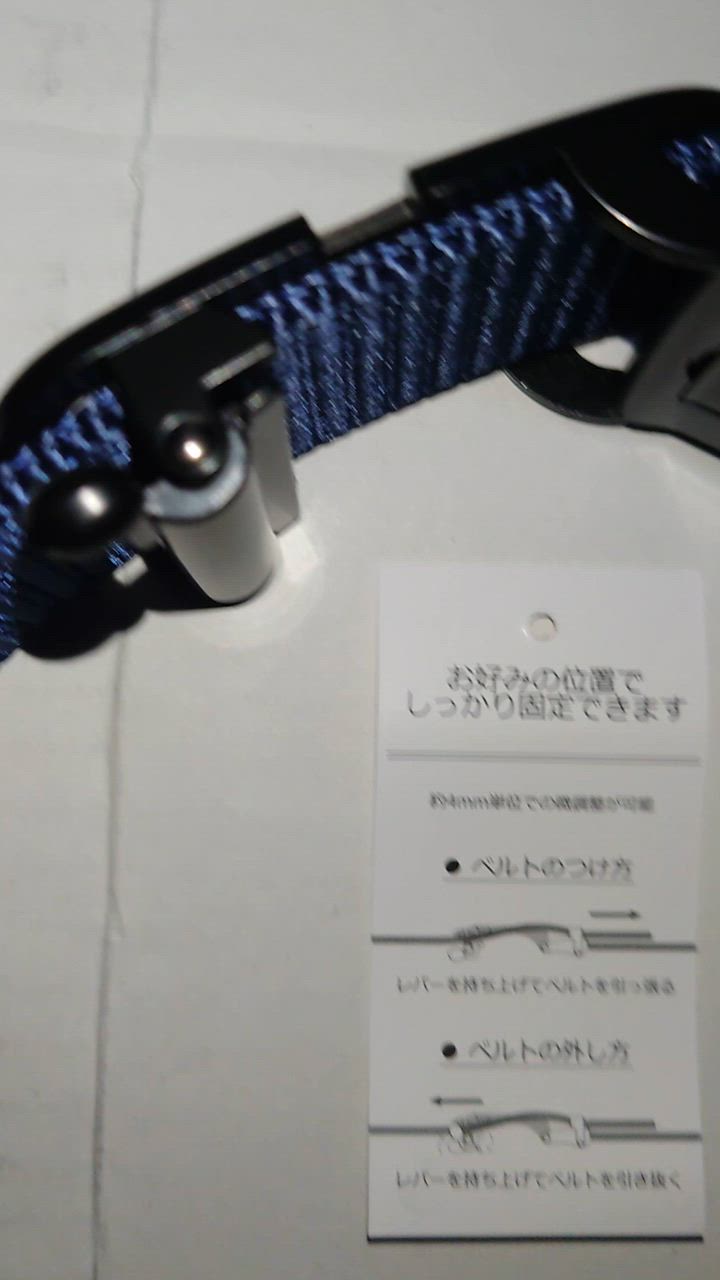 お好みの位置で
しっかり固定できます
約4mm単位での微調整が可能
● ベルトのつけ方
レバーを持ち上げてベルトを引っ張る
● ベルトの外し方
レバーを持ち上げてベルトを引き抜く